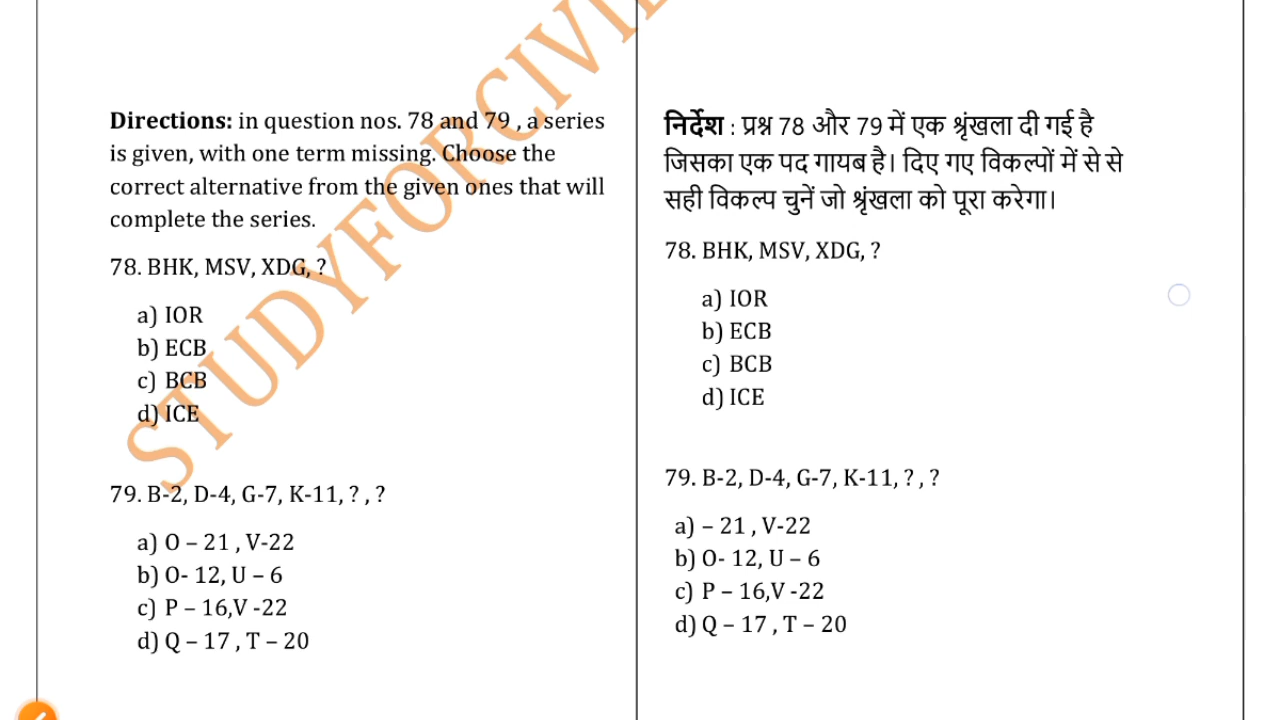 Directions: in question nos. 78 and 79 , a series
is given, with one term missing. Choose the
correct alternative from the given ones that will
complete the series.
78. BHK, MSV, XDG, ?
a) IOR
b) ECB
c) BCB
d) ICE
79. B-2, D-4, G-7, K-11, ? , ?
a) O – 21 , V-22
b) O- 12, U – 6
c) P – 16,V -22
d) Q – 17 , T – 20
निर्देश : प्रश्न 78 और 79 में एक श्रृंखला दी गई है
जिसका एक पद गायब है। दिए गए विकल्पों में से से
सही विकल्प चुनें जो श्रृंखला को पूरा करेगा।
78. BHK, MSV, XDG, ?
a) IOR
b) ECB
c) BCB
d) ICE
79. B-2, D-4, G-7, K-11, ? , ?
a) – 21 , V-22
b) O- 12, U – 6
c) P – 16,V -22
d) Q – 17 , T – 20
STUDYFORCIVI